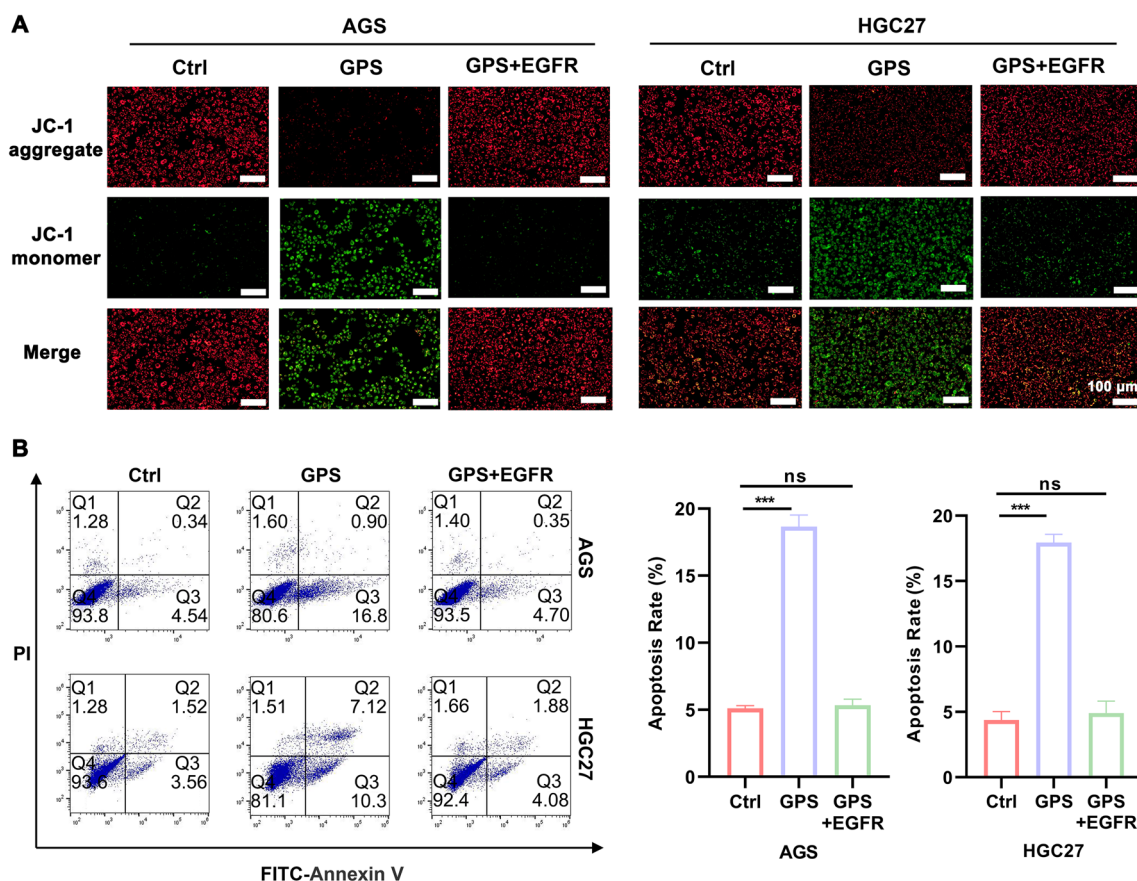 A
AGS
HGC27
Ctrl
GPS
GPS+EGFR
Ctrl
GPS
GPS+EGFR
JC-1
aggregate
JC-1
monomer
Merge
100 µm
B
Ctrl
GPS
GPS+EGFR
Q1
1.28
Q2
0.34
Q4
93.8
Q3
4.54
Q1
1.60
Q2
0.90
Q4
80.6
Q3
16.8
Q1
1.40
Q2
0.35
Q4
93.5
Q3
4.70
AGS
Q1
1.28
Q2
1.52
Q4
93.6
Q3
3.56
Q1
1.51
Q2
7.12
Q4
81.1
Q3
10.3
Q1
1.66
Q2
1.88
Q4
92.4
Q3
4.08
HGC27
PI
FITC-Annexin V
ns
***
Apoptosis Rate (%)
20
15
10
5
0
Ctrl
GPS
GPS
+EGFR
AGS
ns
***
Apoptosis Rate (%)
20
15
10
5
0
Ctrl
GPS
GPS
+EGFR
HGC27